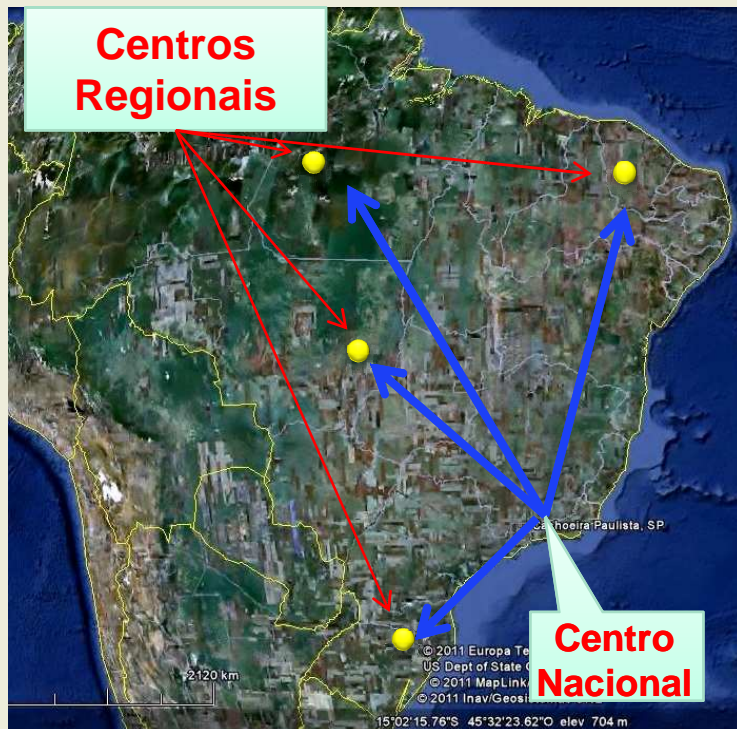 Centros
Regionais
Cachoeira Paulista, SP
Centro
Nacional
© 2011 Europa Te
US Dept of State
© 2011 MapLink/
© 2011 Inav/Geosis
2120 km
15°02'15.76"S 45°32'23.62"O elev 704 m